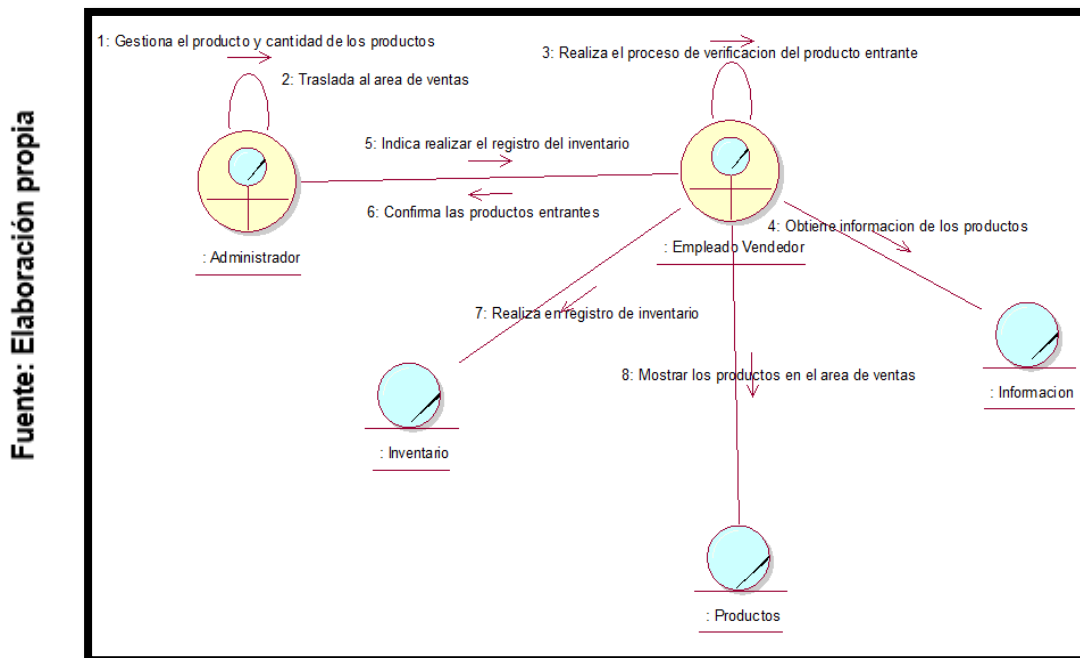 Fuente: Elaboración propia
1: Gestiona el producto y cantidad de los productos
2: Traslada al area de ventas
3: Realiza el proceso de verificacion del producto entrante
5: Indica realizar el registro del inventario
6: Confirma las productos entrantes
4: Obtiene informacion de los productos
: Administrador
: Empleado Vendedor
7: Realiza en registro de inventario
8: Mostrar los productos en el area de ventas
: Informacion
: Inventario
: Productos